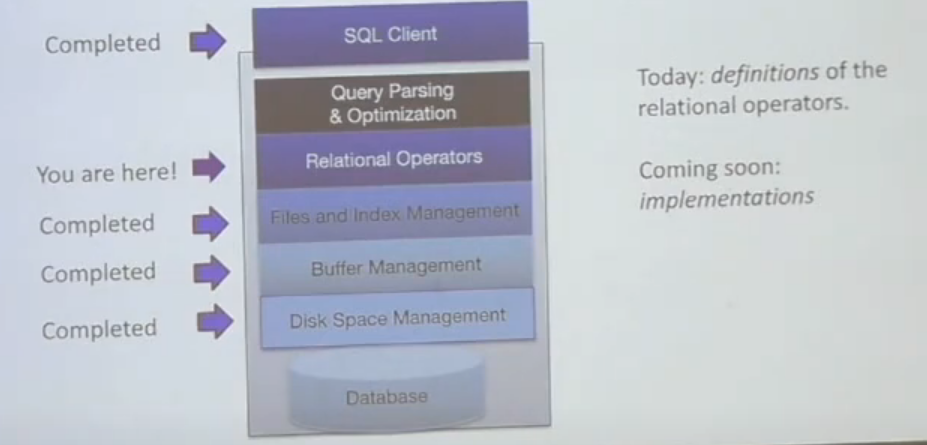 Completed
SQL Client
Query Parsing
& Optimization
You are here!
Relational Operators
Completed
Files and Index Management
Completed
Buffer Management
Completed
Disk Space Management
Database
Today: definitions of the
relational operators.
Coming soon:
implementations